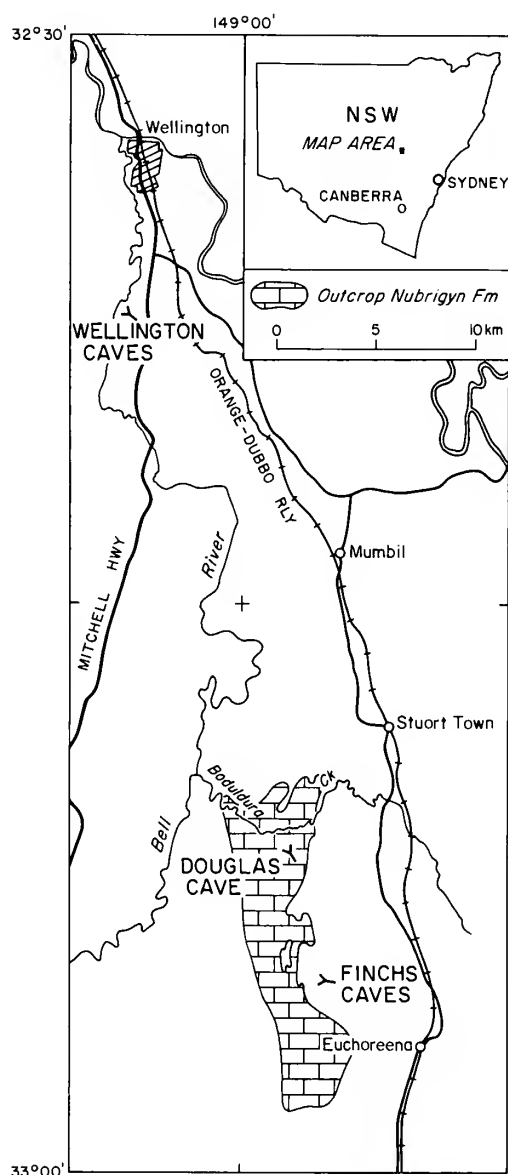 149°00'
32°30'
Wellington
NSW
MAP AREA
SYDNEY
CANBERRA
Outcrop Nubrigyn Fm
0 5 10 km
WELLINGTON
CAVES
ORANGE-DUBBO RLY
MITCHELL HWY
River
Mumbil
Stuort Town
Boduldura Ck
Bell
DOUGLAS
CAVE
FINCHS
CAVES
Euchoreena
33°00'